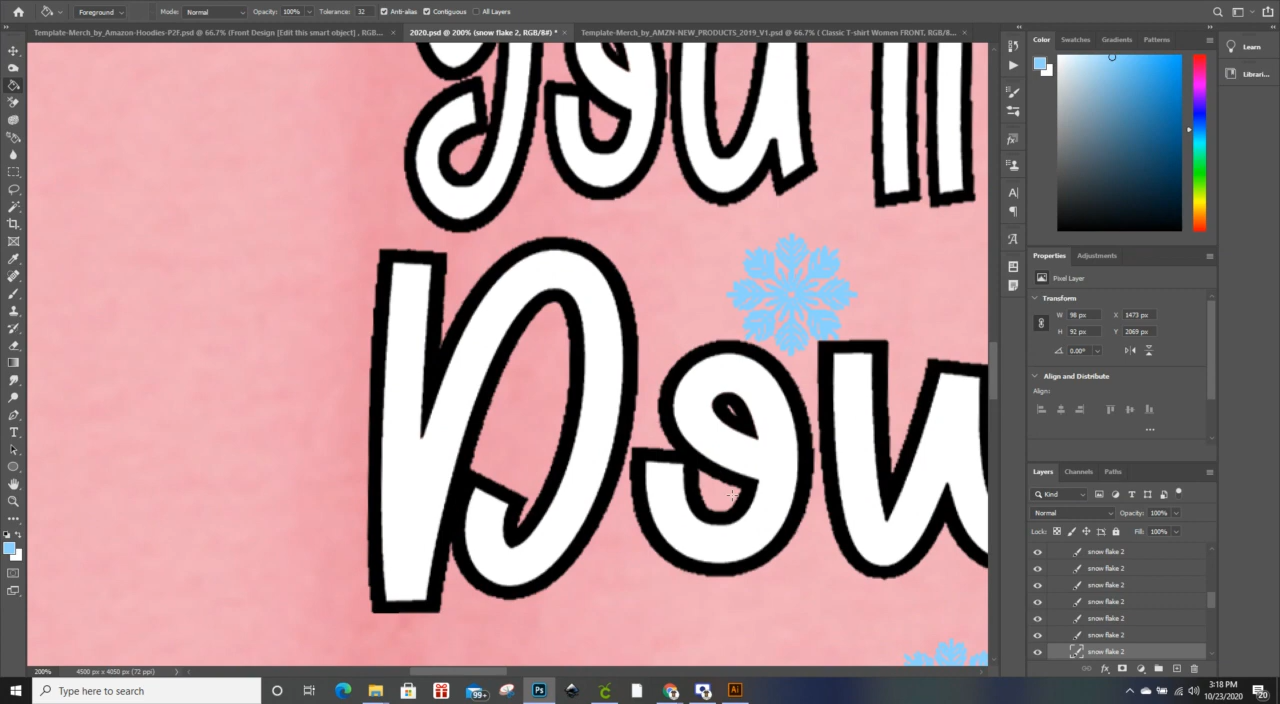 Foreground Mode: Normal Opacity: 100% Tolerance: 32 Anti-alias Contiguous All Layers
Template-Merch_by_Amazon-Hoodies-P2F.psd @ 66.7% (Front Design [Edit this smart object] , RGB...
2020.psd @ 200% (snow flake 2, RGB/8#) *
Template-Merch_by_AMZN-NEW_PRODUCTS_2019_V1.psd @ 66.7% ( Classic T-shirt Women FRONT, RGB/8...
Color Swatches Gradients Patterns
Learn
Librari...
you'll
Properties Adjustments
Pixel Layer
Transform
W: 98 px X: 1473 px
H: 92 px Y: 2069 px
0.00°
Align and Distribute
Align:
Layers Channels Paths
Kind
Normal Opacity: 100%
Lock: Fill: 100%
snow flake 2
snow flake 2
snow flake 2
snow flake 2
snow flake 2
snow flake 2
snow flake 2
200% 4500 px x 4050 px (72 ppi)
Type here to search
99+
Ps
Ai
3:18 PM
10/23/2020
20